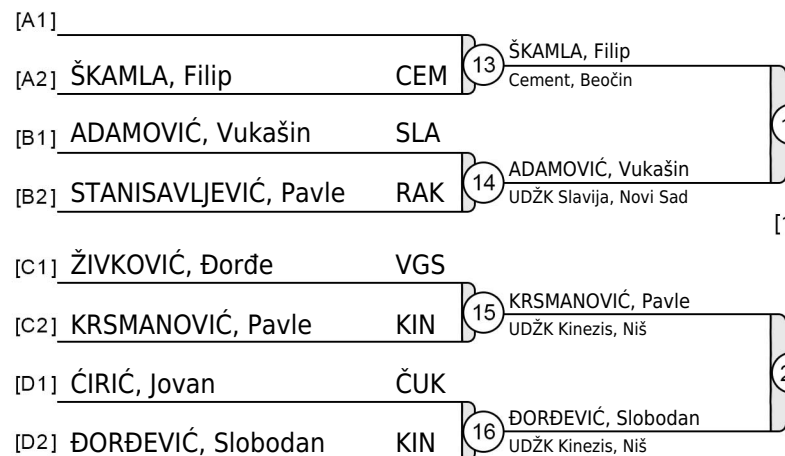 [A1]
[A2] ŠKAMLA, Filip CEM
13 ŠKAMLA, Filip
Cement, Beočin
[B1] ADAMOVIĆ, Vukašin SLA
[B2] STANISAVLJEVIĆ, Pavle RAK
14 ADAMOVIĆ, Vukašin
UDŽK Slavija, Novi Sad
[C1] ŽIVKOVIĆ, Đorđe VGS
[C2] KRSMANOVIĆ, Pavle KIN
15 KRSMANOVIĆ, Pavle
UDŽK Kinezis, Niš
[D1] ĆIRIĆ, Jovan ČUK
[D2] ĐORĐEVIĆ, Slobodan KIN
16 ĐORĐEVIĆ, Slobodan
UDŽK Kinezis, Niš